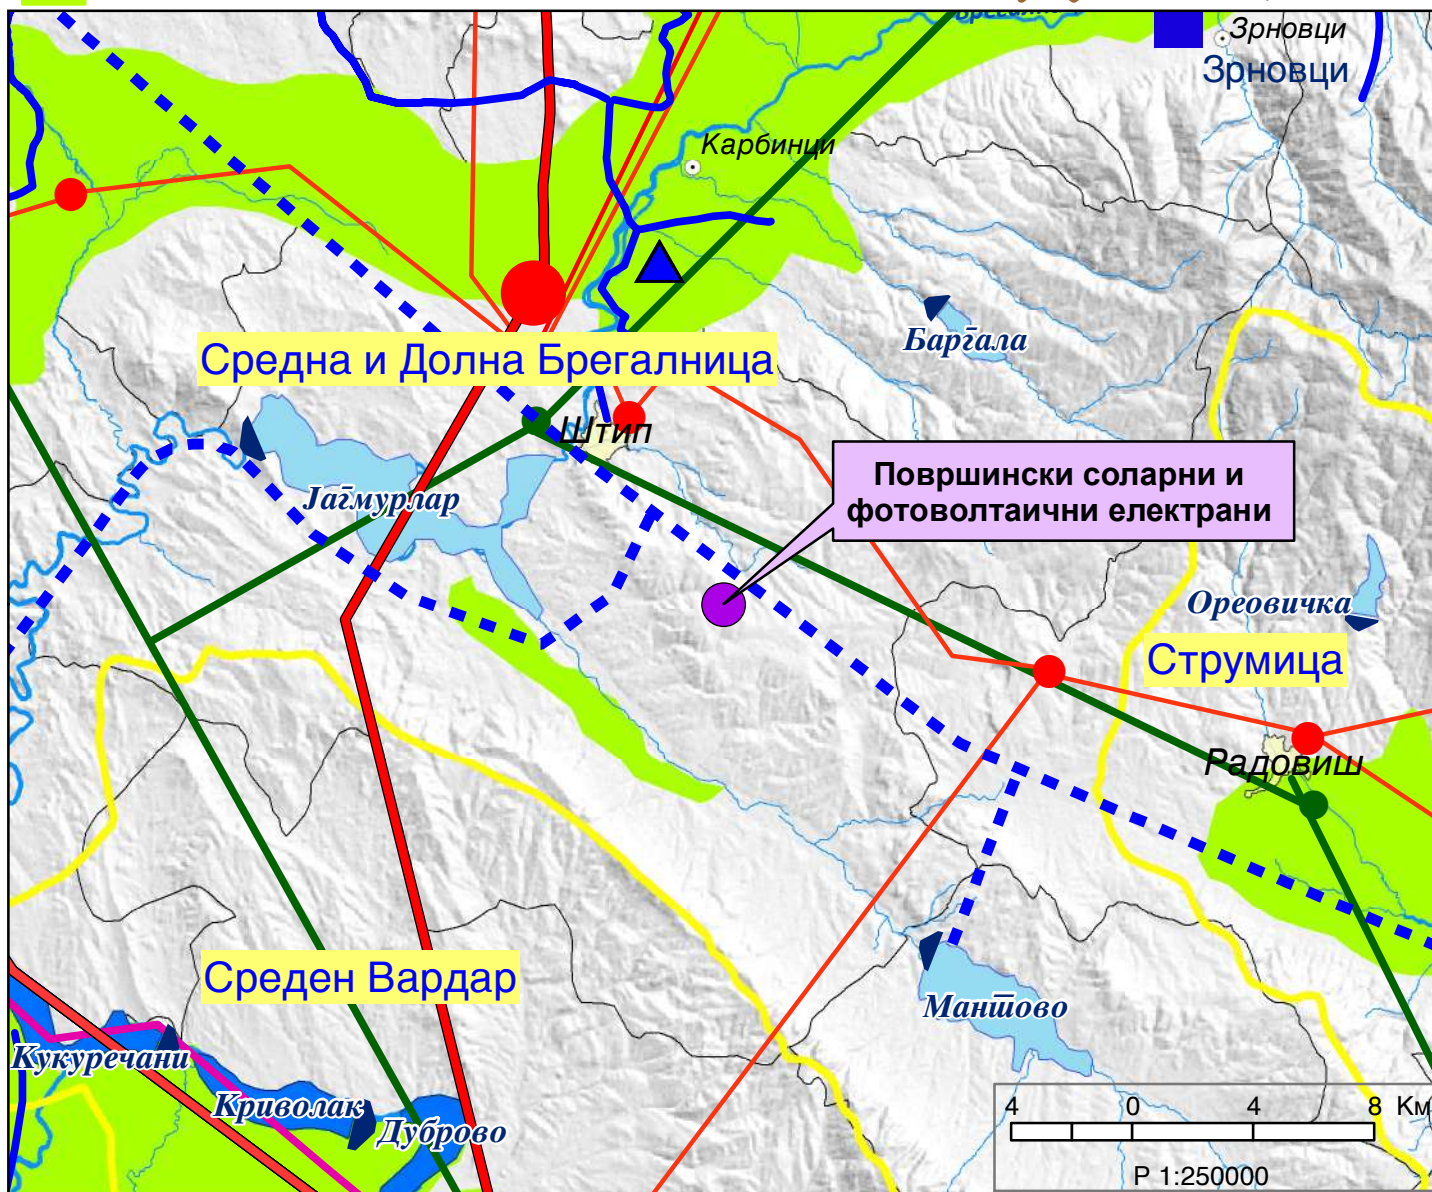 Зрновци
Зрновци
Карбинци
Баргала
Средна и Долна Брегалница
Штип
Површински соларни и
фотоволтаични електрани
Јагмурлар
Ореовичка
Струмица
Радовиш
Среден Вардар
Мантово
Кукуречани
Криволак
Дуброво
4 0 4 8 Км
Р 1:250000